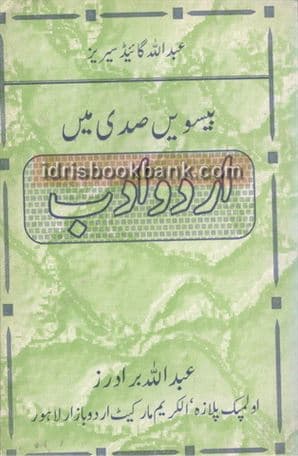 عبداللہ گائیڈ سیریز
بیسویں صدی میں
idrisbookbank.com
اردو ادب
عبداللہ برادرز
اولمپک پلازہ، الکریم مارکیٹ اردو بازار لاہور